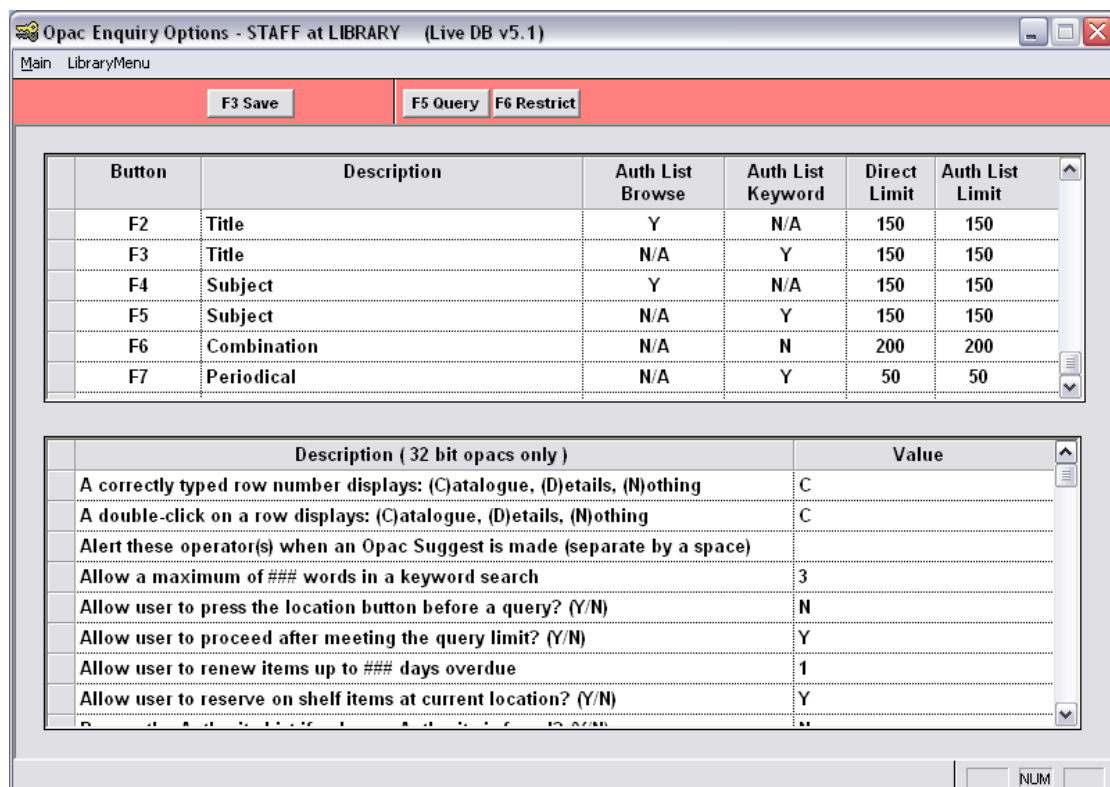 Opac Enquiry Options - STAFF at LIBRARY (Live DB v5.1)
Main LibraryMenu
F3 Save F5 Query F6 Restrict
Button Description Auth List Browse Auth List Keyword Direct Limit Auth List Limit
F2 Title Y N/A 150 150
F3 Title N/A Y 150 150
F4 Subject Y N/A 150 150
F5 Subject N/A Y 150 150
F6 Combination N/A N 200 200
F7 Periodical N/A Y 50 50
Description ( 32 bit opacs only ) Value
A correctly typed row number displays: (C)atalogue, (D)etails, (N)othing C
A double-click on a row displays: (C)atalogue, (D)etails, (N)othing C
Alert these operator(s) when an Opac Suggest is made (separate by a space)
Allow a maximum of ### words in a keyword search 3
Allow user to press the location button before a query? (Y/N) N
Allow user to proceed after meeting the query limit? (Y/N) Y
Allow user to renew items up to ### days overdue 1
Allow user to reserve on shelf items at current location? (Y/N) Y
NUM